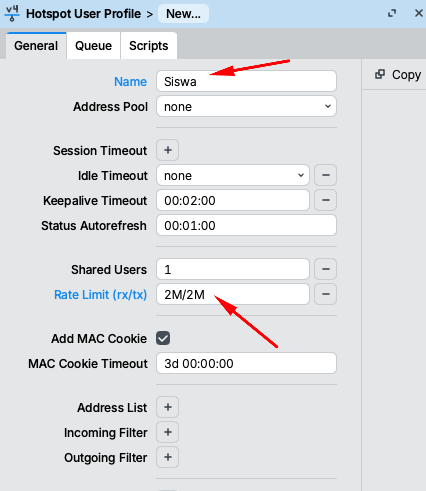 v4 Hotspot User Profile > New...
General Queue Scripts
Name Siswa
Copy
Address Pool none
Session Timeout +
Idle Timeout none −
Keepalive Timeout 00:02:00 −
Status Autorefresh 00:01:00
Shared Users 1 −
Rate Limit (rx/tx) 2M/2M −
Add MAC Cookie
MAC Cookie Timeout 3d 00:00:00
Address List +
Incoming Filter +
Outgoing Filter +